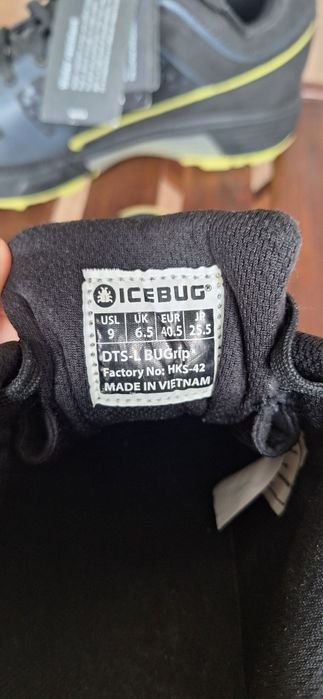 ICEBUG®
USL UK EUR JP
9 6.5 40.5 25.5
DTS-L BUGrip®
Factory No: HKS-42
MADE IN VIETNAM